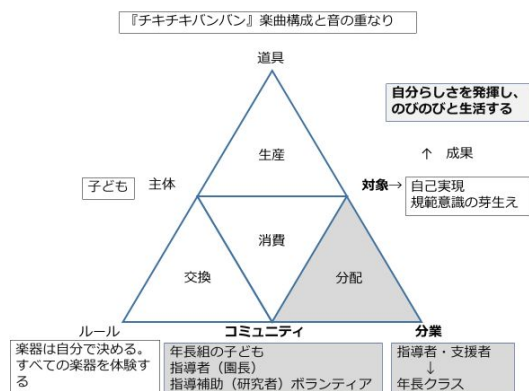 『チキチキバンバン』楽曲構成と音の重なり
道具
自分らしさを発揮し、
のびのびと生活する
生産
↑ 成果
子ども 主体 対象→ 自己実現
規範意識の芽生え
消費
交換 分配
ルール コミュニティ 分業
楽器は自分で決める。
すべての楽器を体験す
る
年長組の子ども
指導者（園長）
指導補助（研究者）ボランティア
指導者・支援者
↓
年長クラス